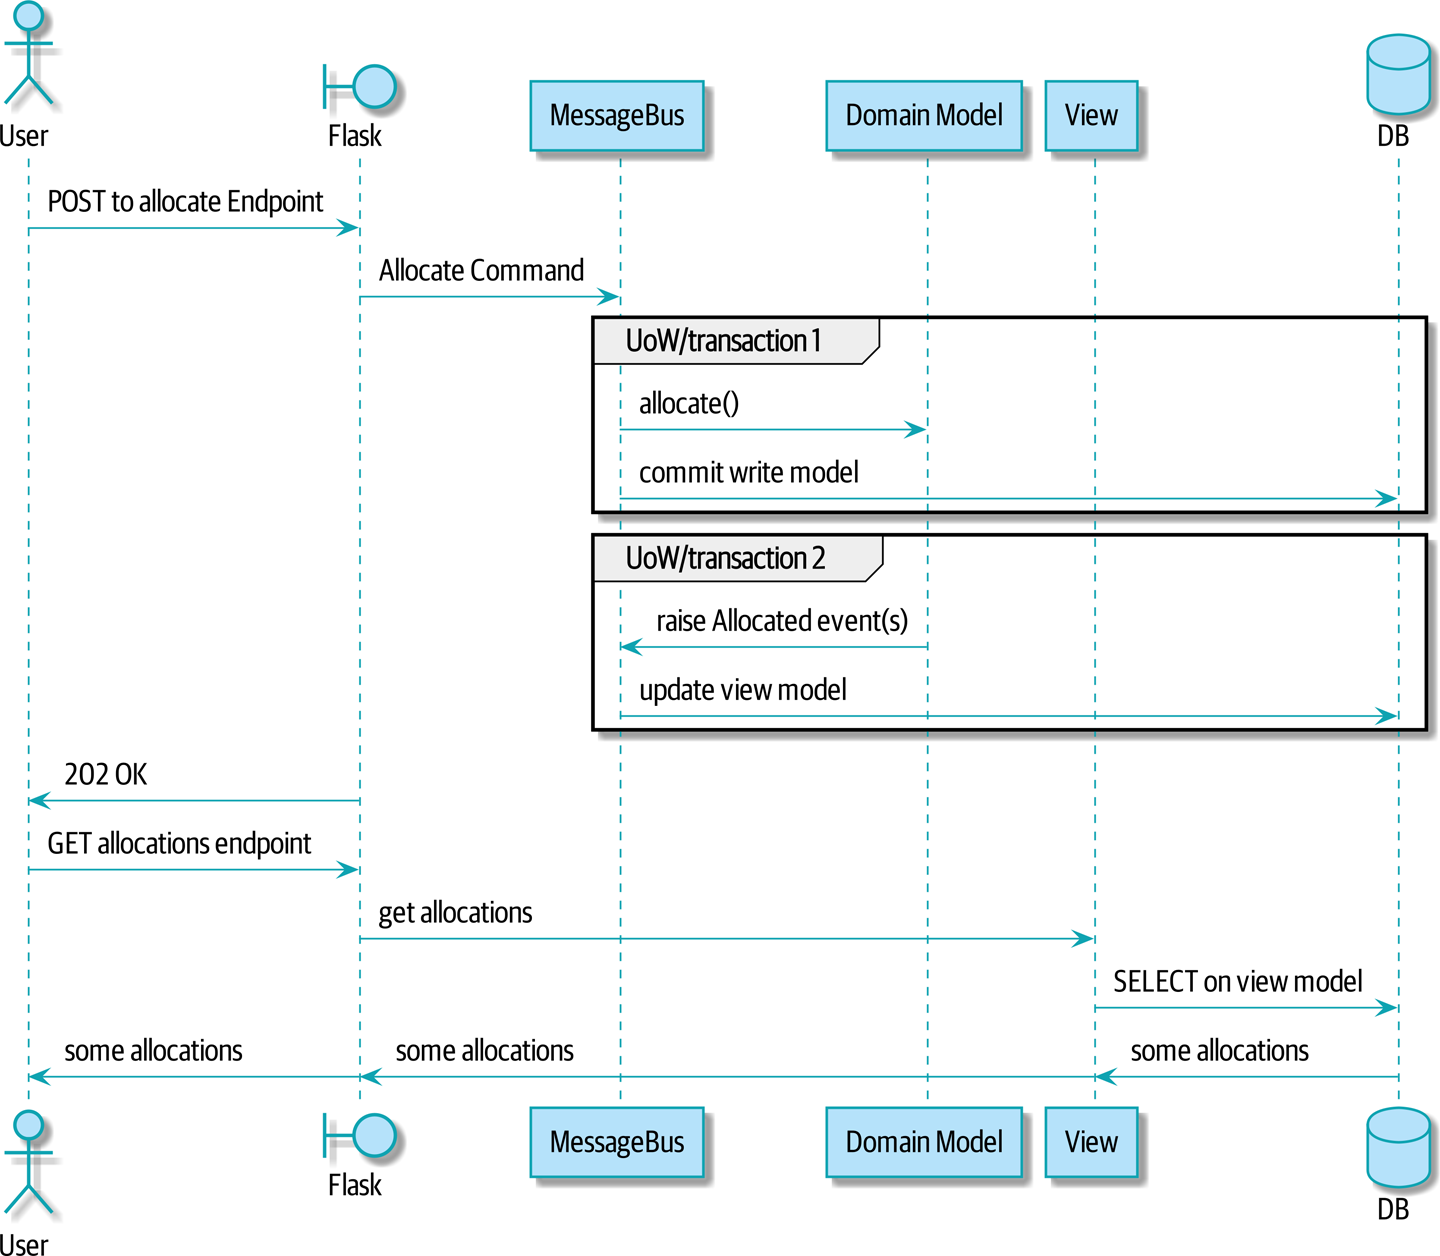 User
Flask
MessageBus
Domain Model
View
DB
POST to allocate Endpoint
Allocate Command
UoW/transaction 1
allocate()
commit write model
UoW/transaction 2
raise Allocated event(s)
update view model
202 OK
GET allocations endpoint
get allocations
SELECT on view model
some allocations
some allocations
some allocations
User
Flask
MessageBus
Domain Model
View
DB